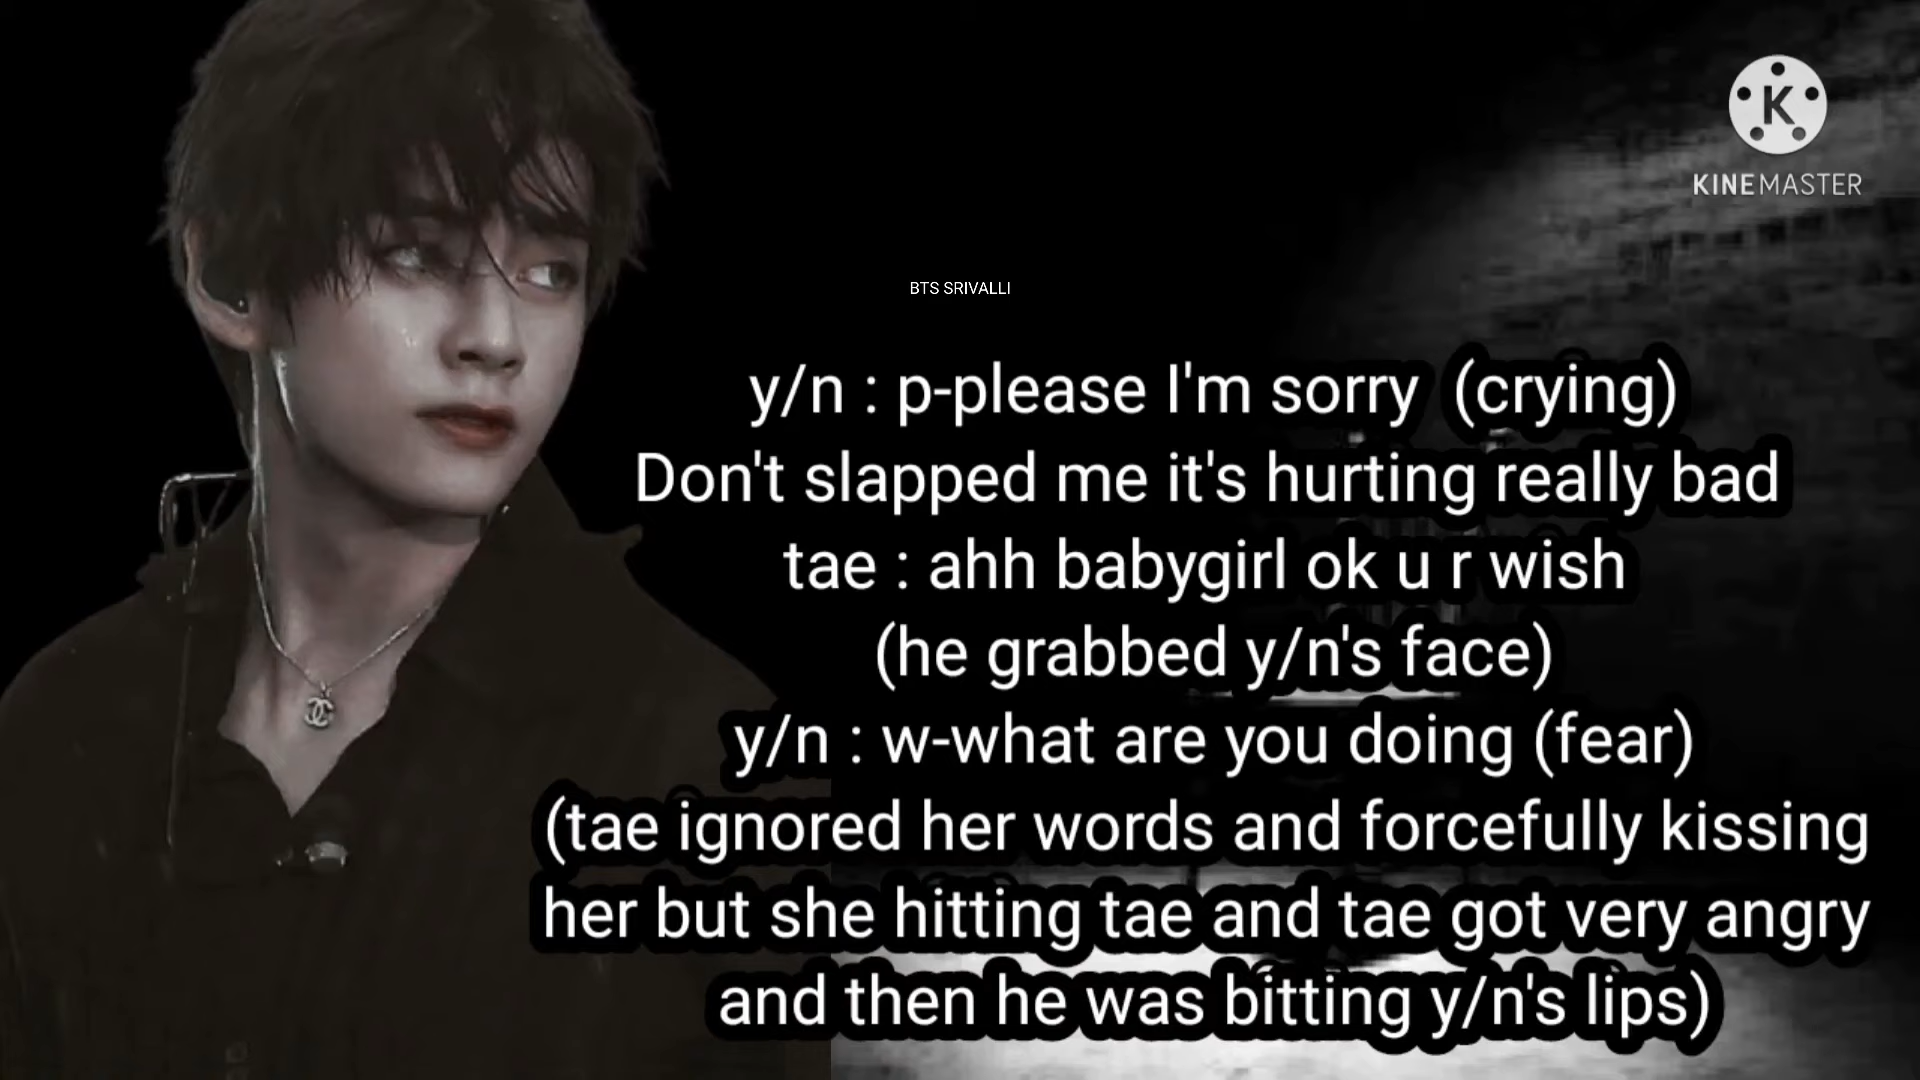 K
KINEMASTER
BTS SRIVALLI
y/n : p-please I'm sorry (crying)
Don't slapped me it's hurting really bad
tae : ahh babygirl ok u r wish
(he grabbed y/n's face)
y/n : w-what are you doing (fear)
(tae ignored her words and forcefully kissing
her but she hitting tae and tae got very angry
and then he was bitting y/n's lips)